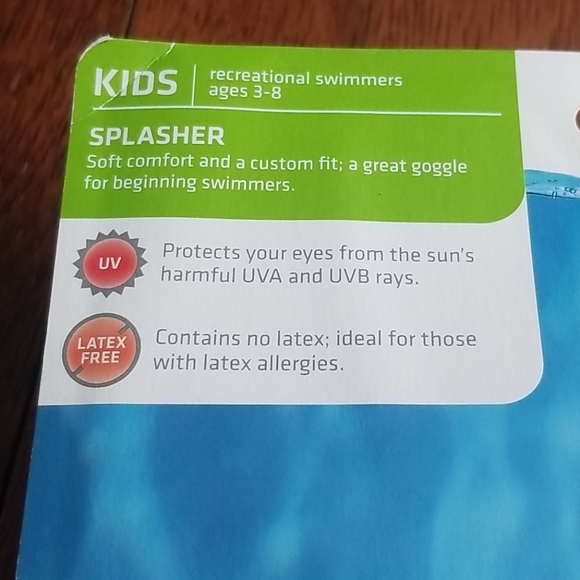 KIDS
recreational swimmers
ages 3-8
SPLASHER
Soft comfort and a custom fit; a great goggle
for beginning swimmers.
UV
Protects your eyes from the sun's
harmful UVA and UVB rays.
LATEX
FREE
Contains no latex; ideal for those
with latex allergies.